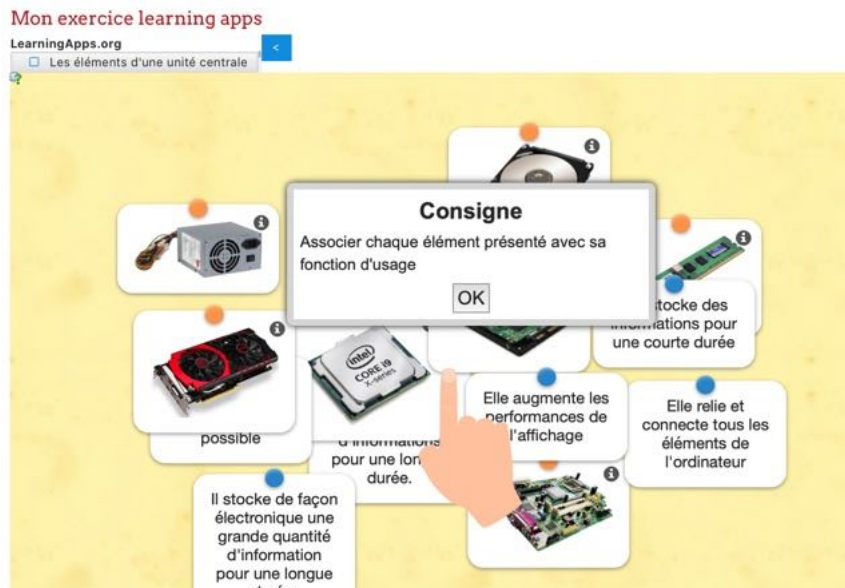 Mon exercice learning apps
LearningApps.org
<
Les éléments d'une unité centrale
?
Consigne
Associer chaque élément présenté avec sa
fonction d'usage
OK
stocke des
informations pour
une courte durée
intel
CORE i9
X-series
possible
d'informations
pour une lon
durée.
Elle augmente les
performances de
l'affichage
Elle relie et
connecte tous les
éléments de
l'ordinateur
Il stocke de façon
électronique une
grande quantité
d'information
pour une longue